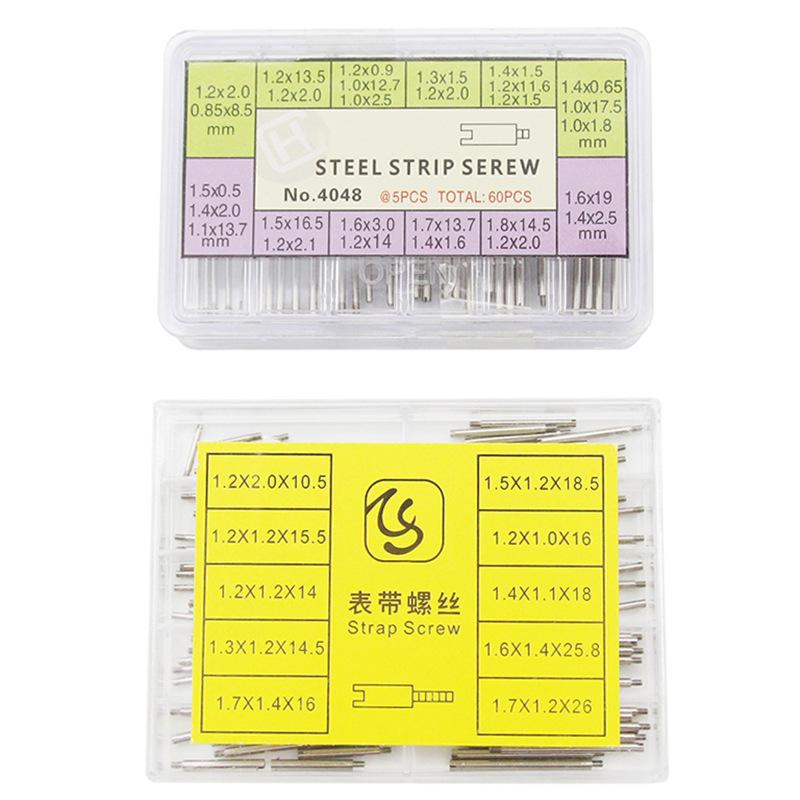 1.2x2.0
0.85x8.5
mm
1.2x13.5
1.2x2.0
1.2x0.9
1.0x12.7
1.0x2.5
1.3x1.5
1.2x2.0
1.4x1.5
1.2x11.6
1.2x1.5
1.4x0.65
1.0x17.5
1.0x1.8
mm
STEEL STRIP SEREW
No.4048 @5PCS TOTAL:60PCS
1.5x0.5
1.4x2.0
1.1x13.7
mm
1.5x16.5
1.2x2.1
1.6x3.0
1.2x14
1.7x13.7
1.4x1.6
1.8x14.5
1.2x2.0
1.6x19
1.4x2.5
mm
OPEN
1.2X2.0X10.5
1.2X1.2X15.5
1.2X1.2X14
1.3X1.2X14.5
1.7X1.4X16
表带螺丝
Strap Screw
1.5X1.2X18.5
1.2X1.0X16
1.4X1.1X18
1.6X1.4X25.8
1.7X1.2X26